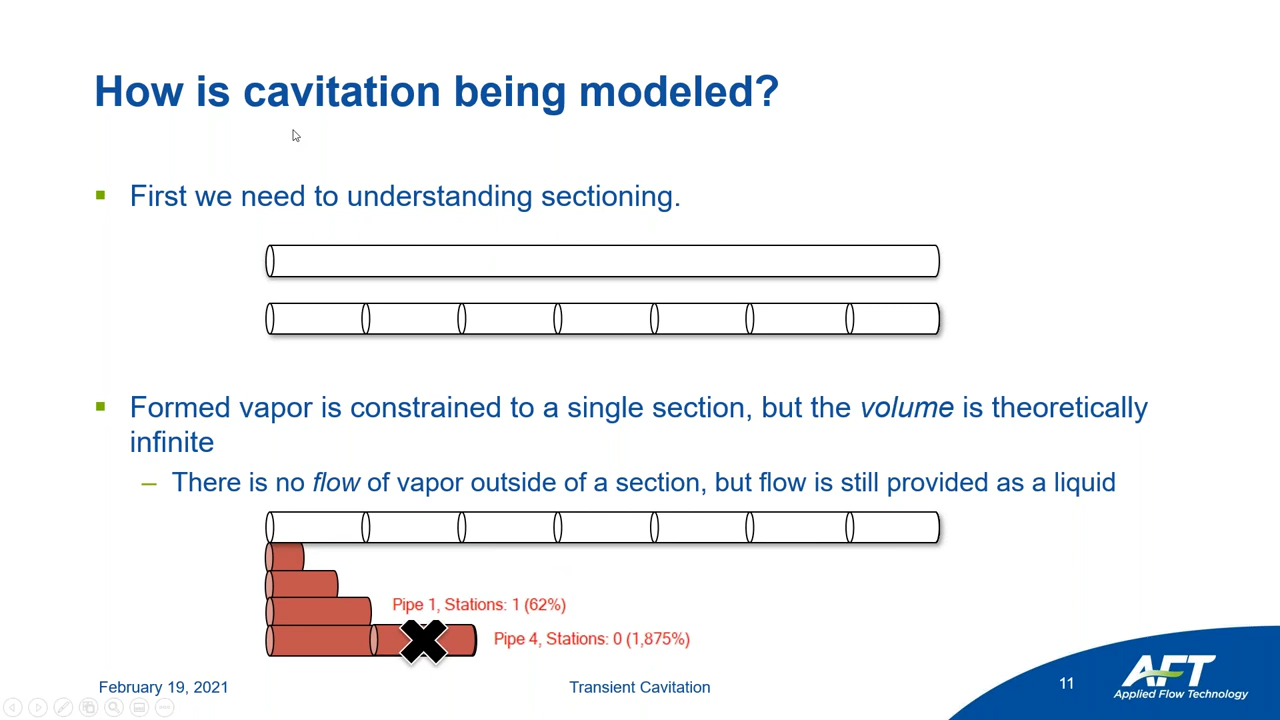 How is cavitation being modeled?
First we need to understanding sectioning.
Formed vapor is constrained to a single section, but the volume is theoretically
infinite
– There is no flow of vapor outside of a section, but flow is still provided as a liquid
Pipe 1, Stations: 1 (62%)
Pipe 4, Stations: 0 (1,875%)
February 19, 2021
Transient Cavitation
11
AFT
Applied Flow Technology